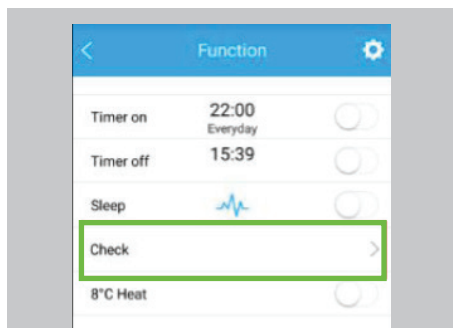 Function
Timer on 22:00
Everyday
Timer off 15:39
Sleep
Check
8°C Heat